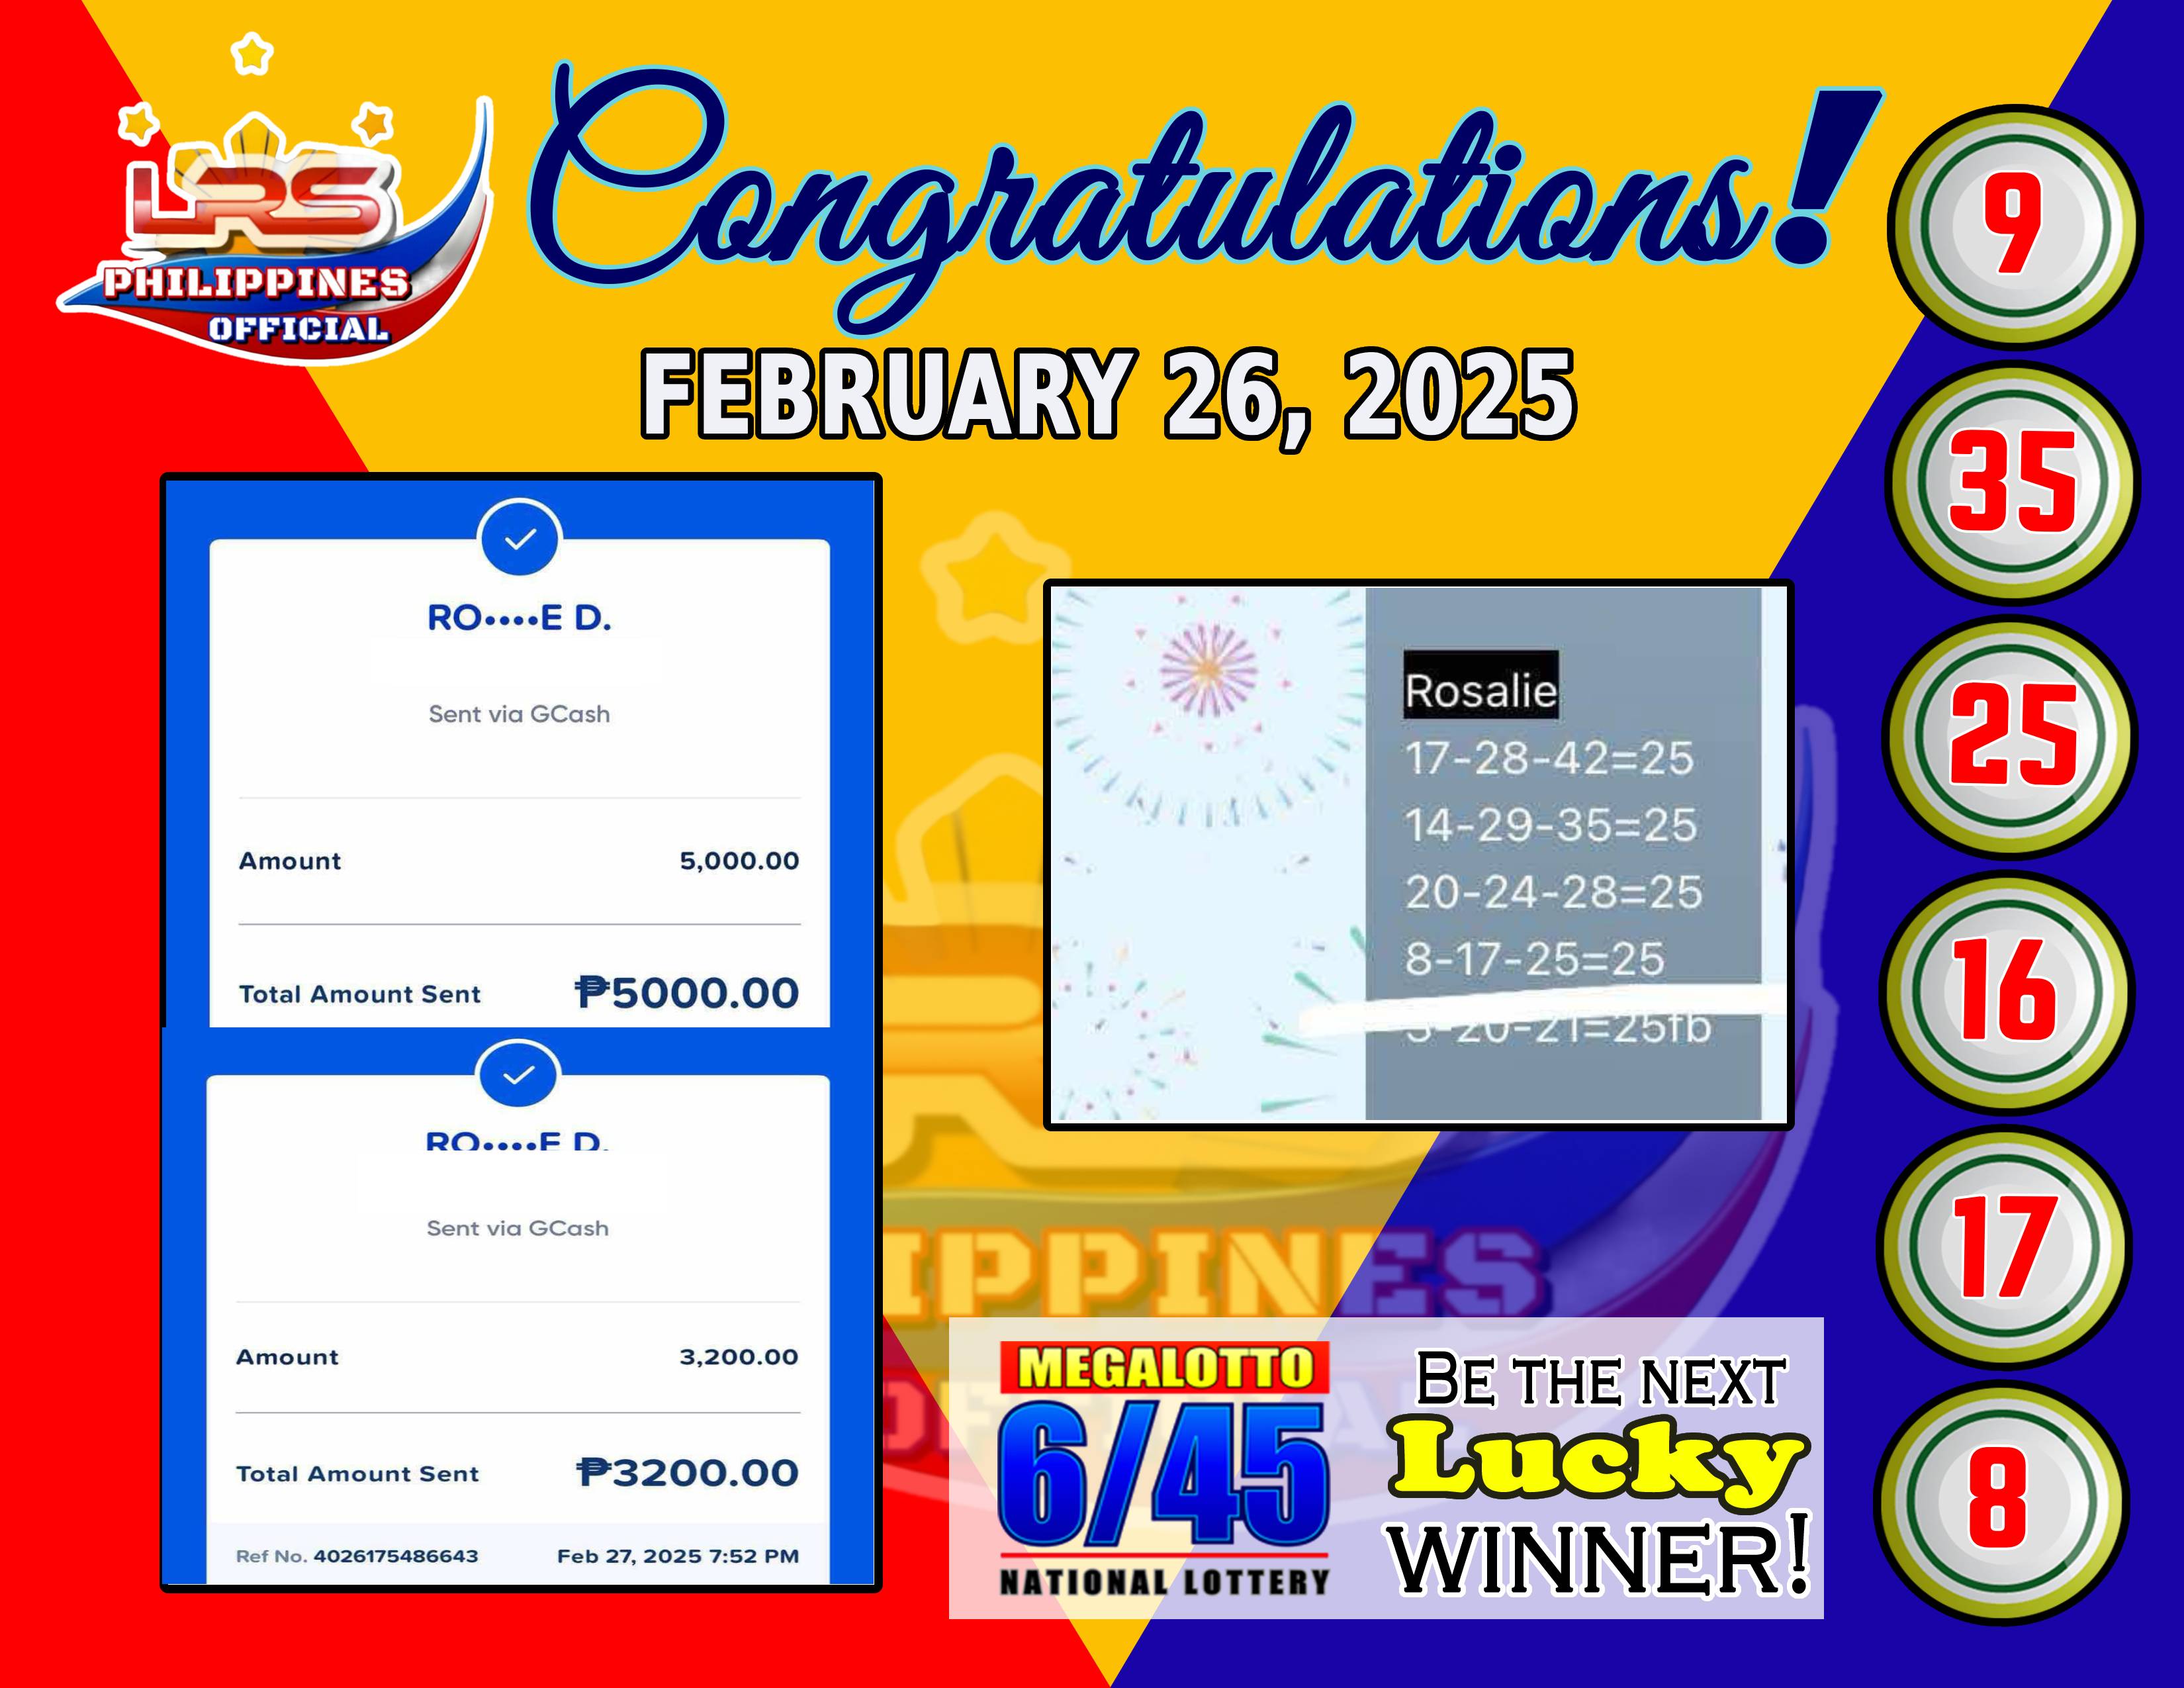 LRS
PHILIPPINES
OFFICIAL
Congratulations!
FEBRUARY 26, 2025
RO••••E D.
Sent via GCash
Amount 5,000.00
Total Amount Sent ₱5000.00
RO••••E D.
Sent via GCash
Amount 3,200.00
Total Amount Sent ₱3200.00
Ref No. 4026175486643 Feb 27, 2025 7:52 PM
Rosalie
17-28-42=25
14-29-35=25
20-24-28=25
8-17-25=25
-20-21=25fb
IPPINES
MEGALOTTO
6/45
NATIONAL LOTTERY
BE THE NEXT
Lucky
WINNER!
9
35
25
16
17
8